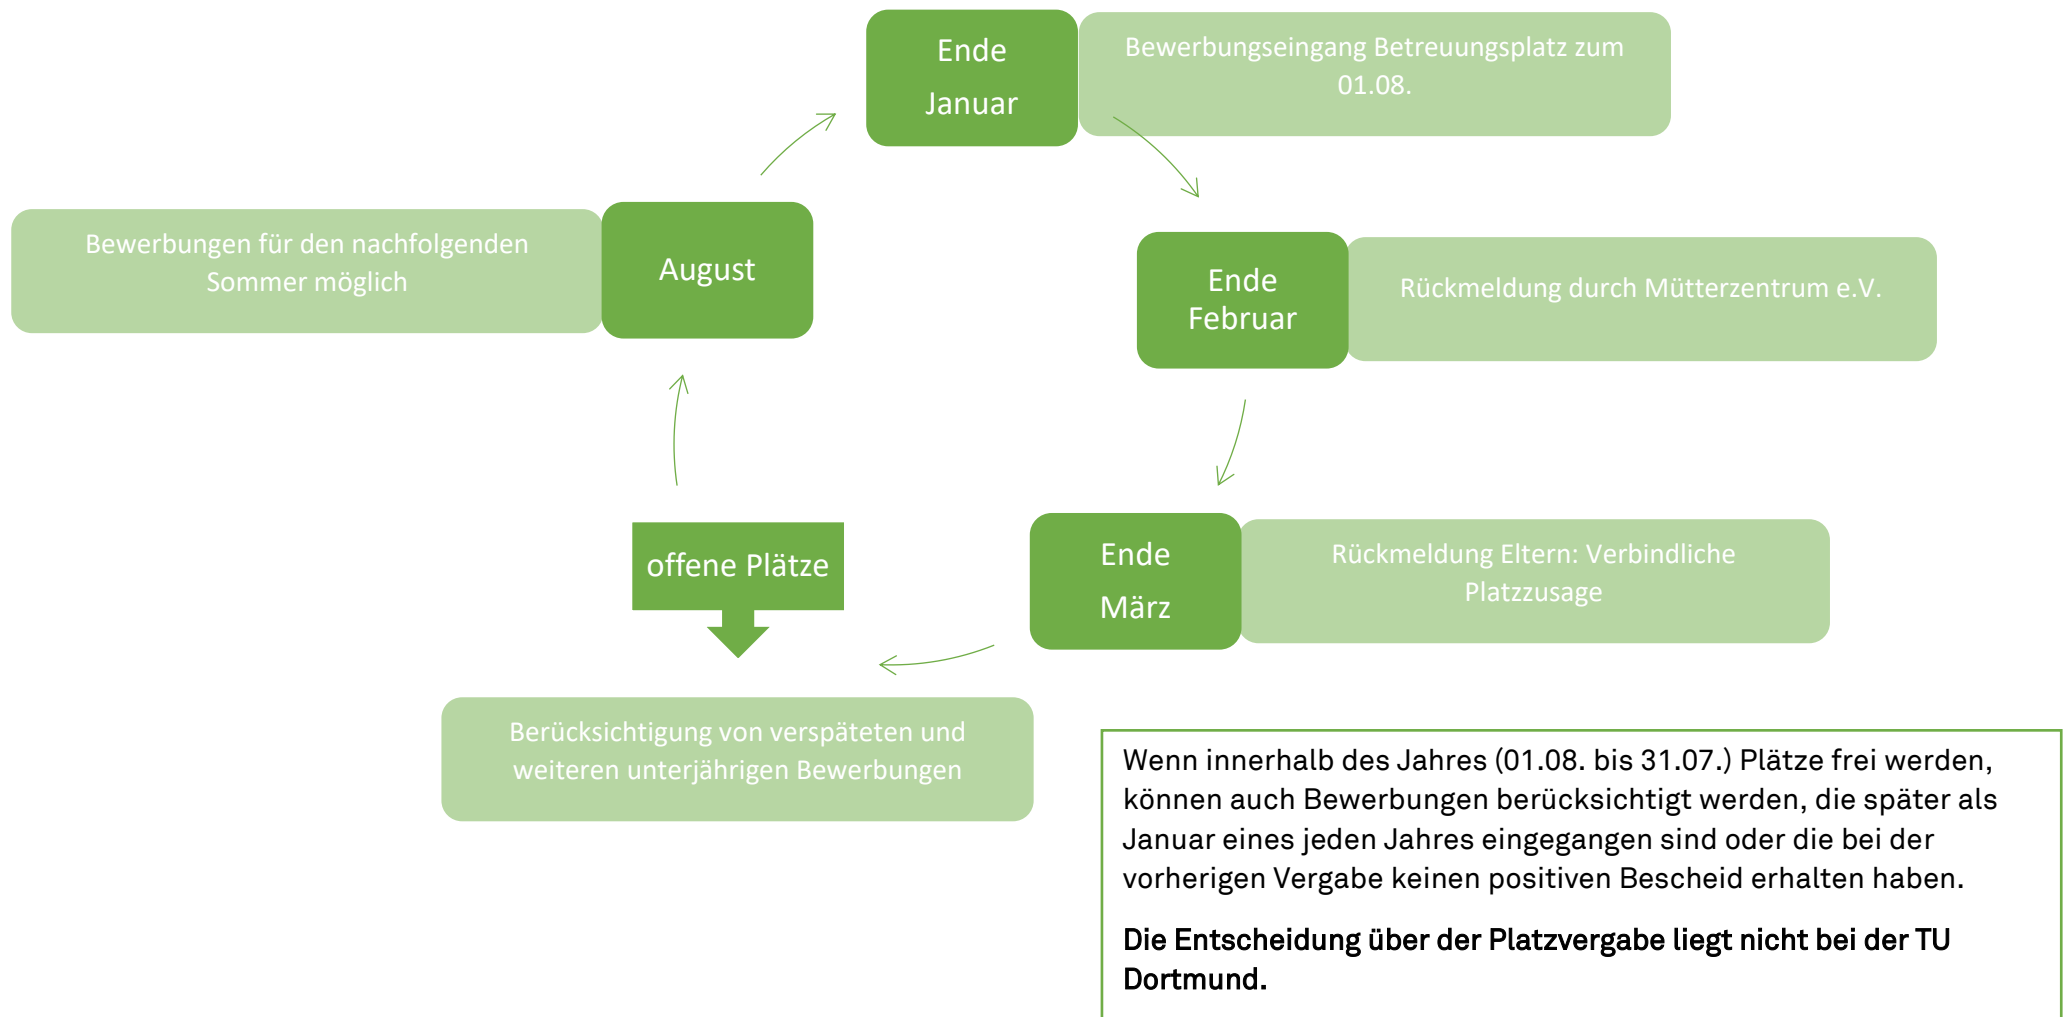 Ende
Januar
Bewerbungseingang Betreuungsplatz zum
01.08.
Ende
Februar
Rückmeldung durch Mütterzentrum e.V.
Ende
März
Rückmeldung Eltern: Verbindliche
Platzzusage
offene Plätze
Berücksichtigung von verspäteten und
weiteren unterjährigen Bewerbungen
August
Bewerbungen für den nachfolgenden
Sommer möglich
Wenn innerhalb des Jahres (01.08. bis 31.07.) Plätze frei werden,
können auch Bewerbungen berücksichtigt werden, die später als
Januar eines jeden Jahres eingegangen sind oder die bei der
vorherigen Vergabe keinen positiven Bescheid erhalten haben.
Die Entscheidung über der Platzvergabe liegt nicht bei der TU
Dortmund.